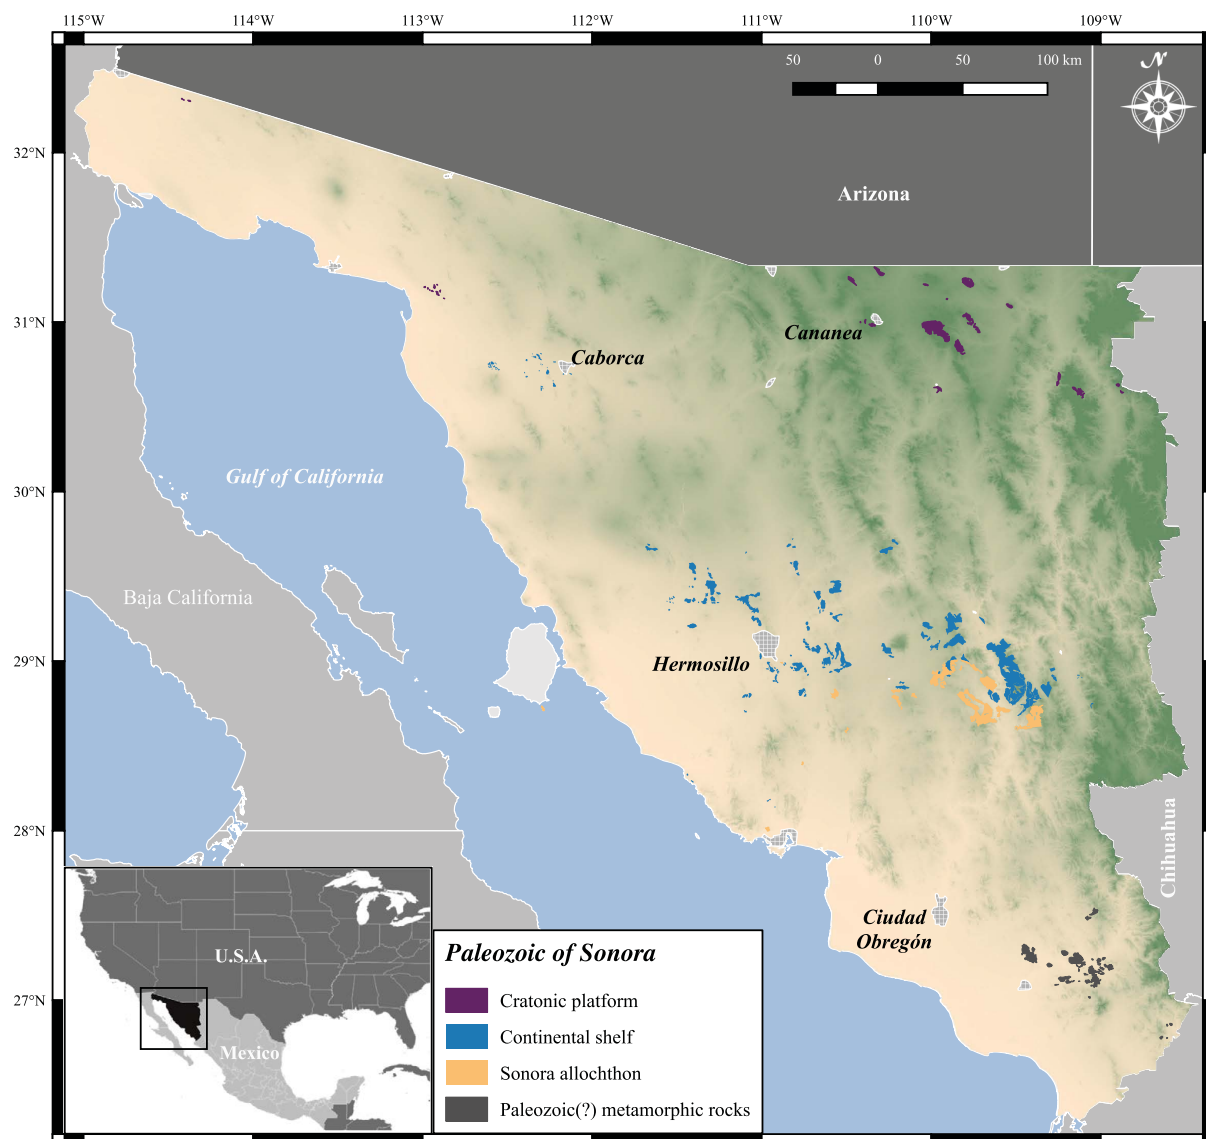 115°W 114°W 113°W 112°W 111°W 110°W 109°W
50 0 50 100 km
N
32°N
Arizona
31°N
Cananea
Caborca
Gulf of California
30°N
Baja California
29°N
Hermosillo
28°N
Chihuahua
Ciudad
Obregón
27°N
U.S.A.
Mexico
Paleozoic of Sonora
Cratonic platform
Continental shelf
Sonora allochthon
Paleozoic(?) metamorphic rocks